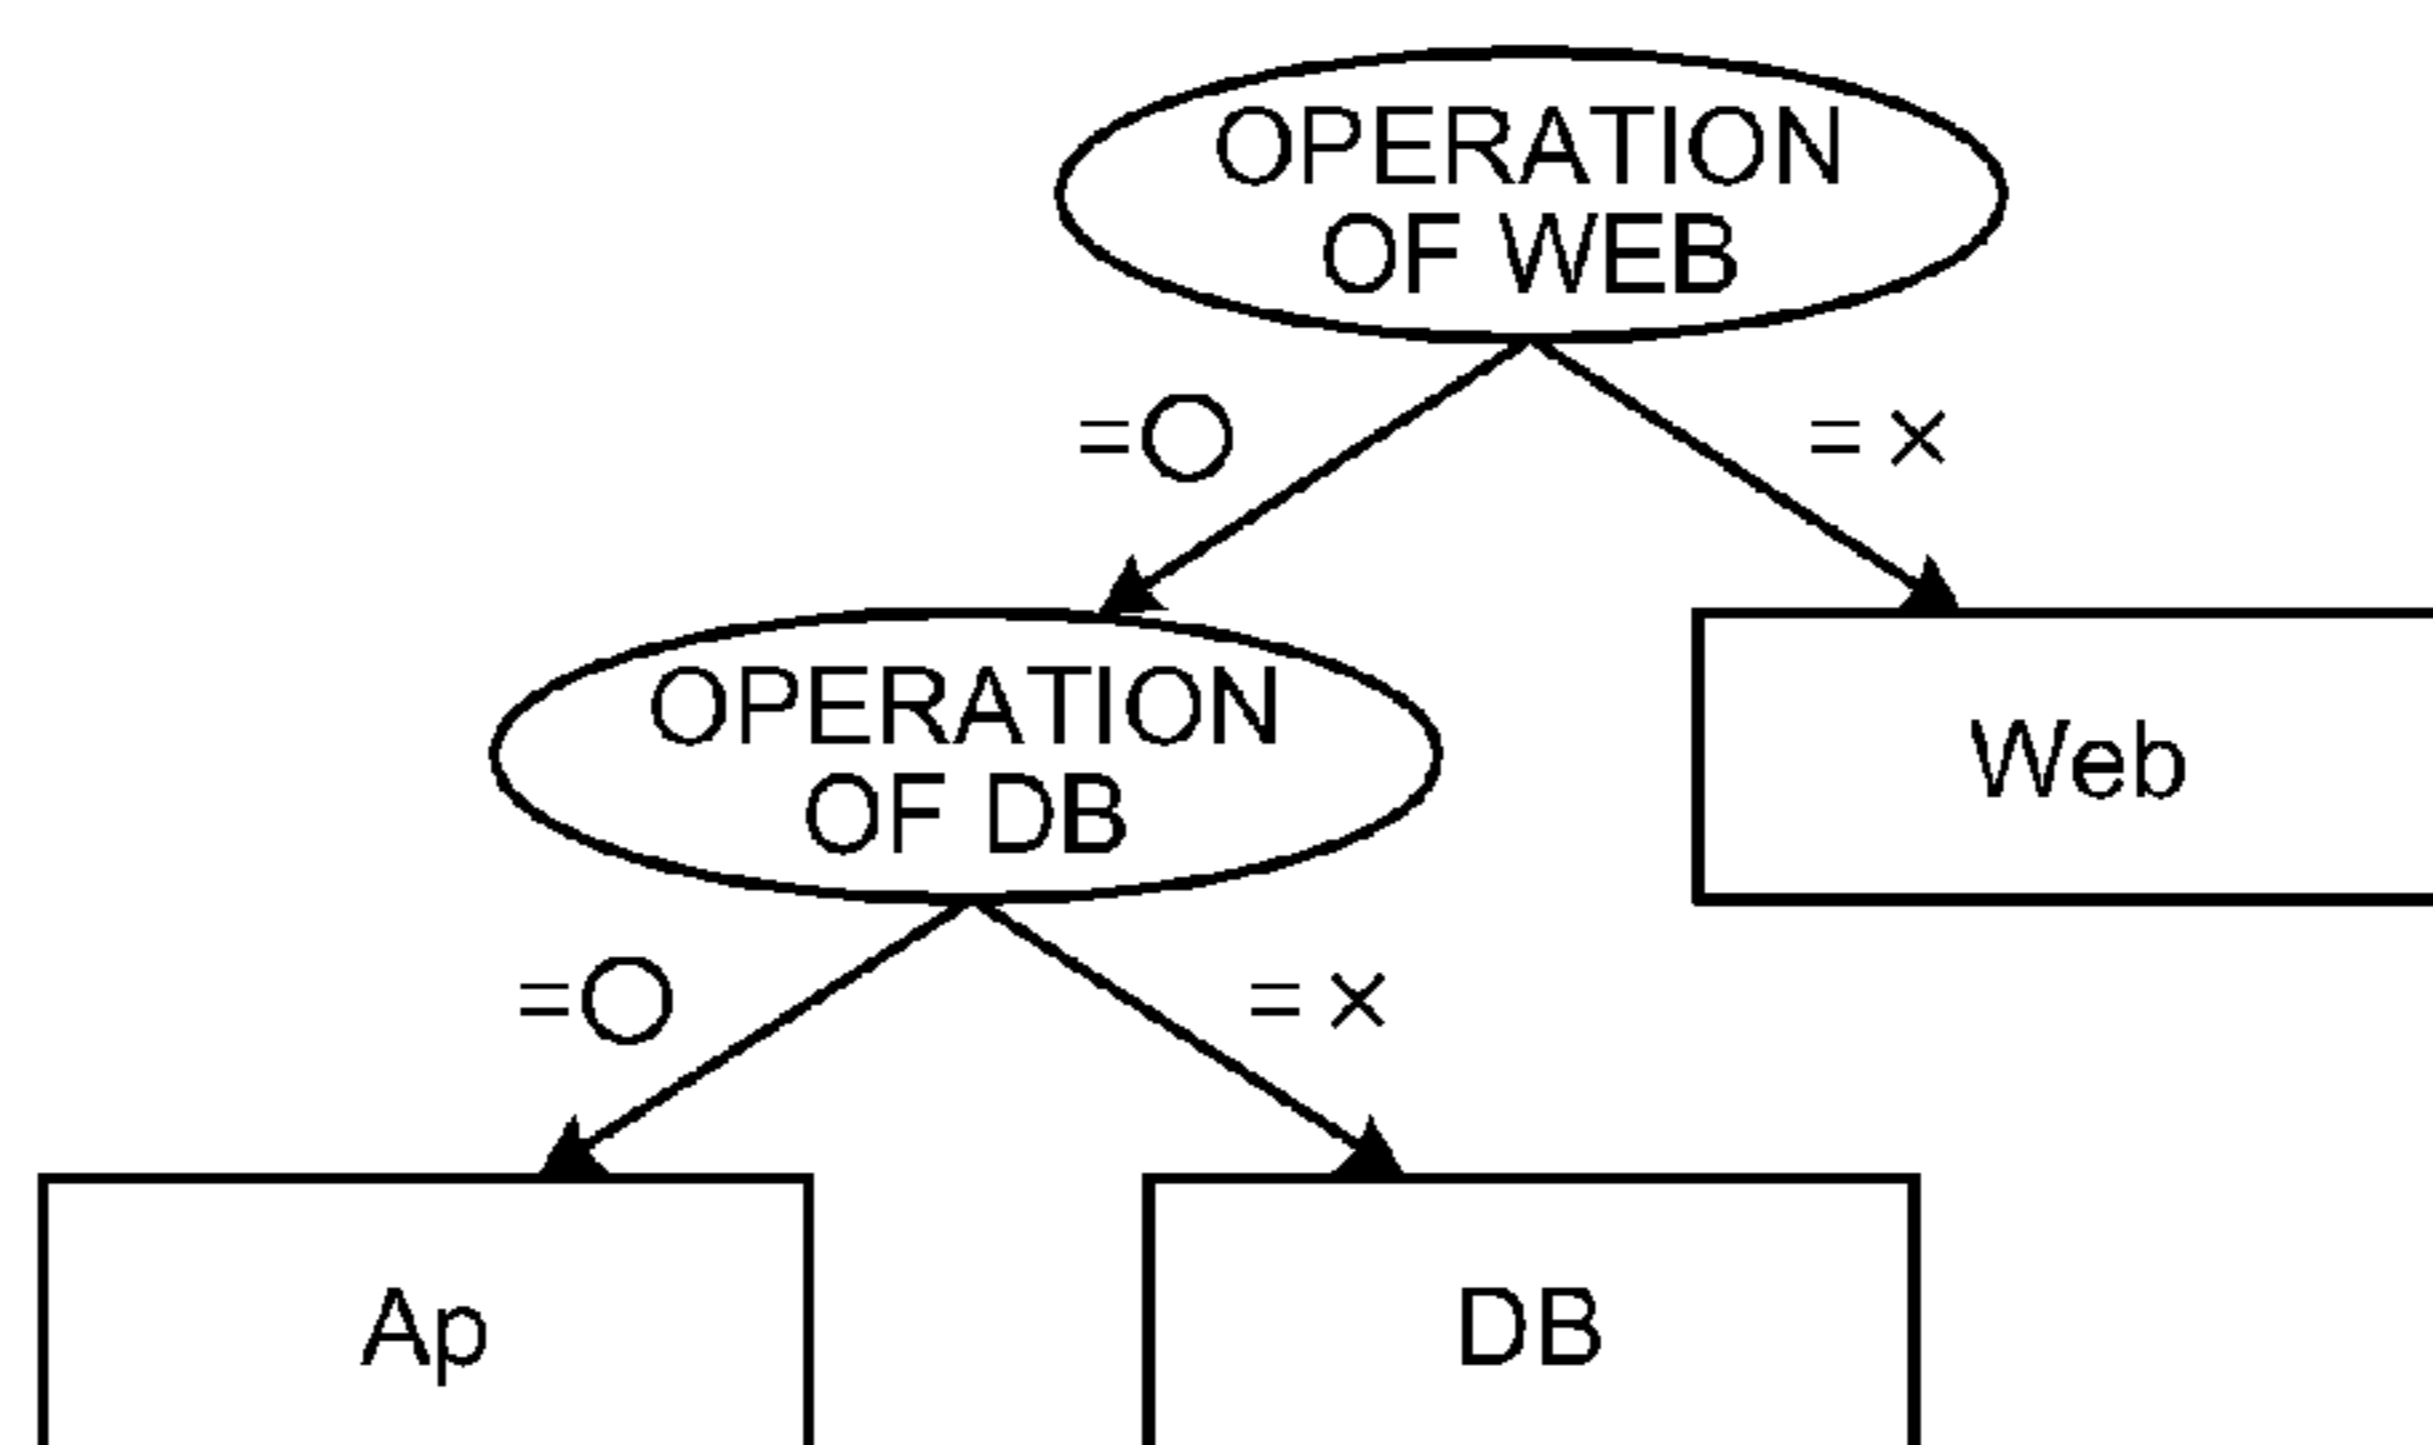 OPERATION
OF WEB
=○
= ×
OPERATION
OF DB
Web
=○
= ×
Ap
DB